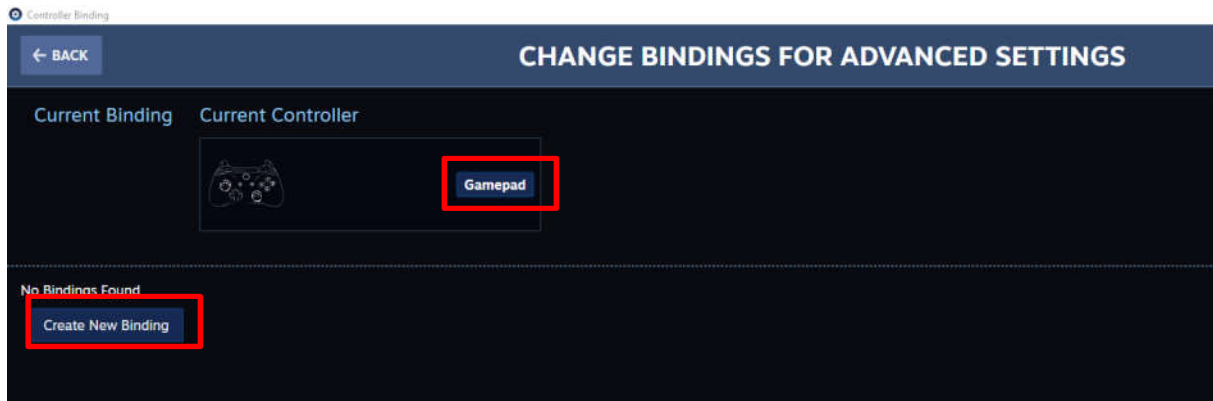 Controller Binding
← BACK
CHANGE BINDINGS FOR ADVANCED SETTINGS
Current Binding
Current Controller
Gamepad
No Bindings Found
Create New Binding